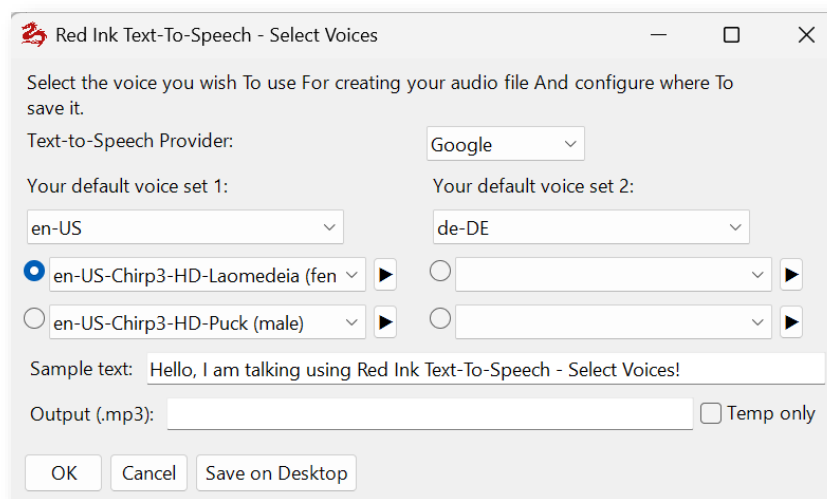 Red Ink Text-To-Speech - Select Voices
Select the voice you wish To use For creating your audio file And configure where To
save it.
Text-to-Speech Provider:
Google
Your default voice set 1:
Your default voice set 2:
en-US
de-DE
en-US-Chirp3-HD-Laomedeia (fen
en-US-Chirp3-HD-Puck (male)
Sample text: Hello, I am talking using Red Ink Text-To-Speech - Select Voices!
Output (.mp3):
Temp only
OK
Cancel
Save on Desktop